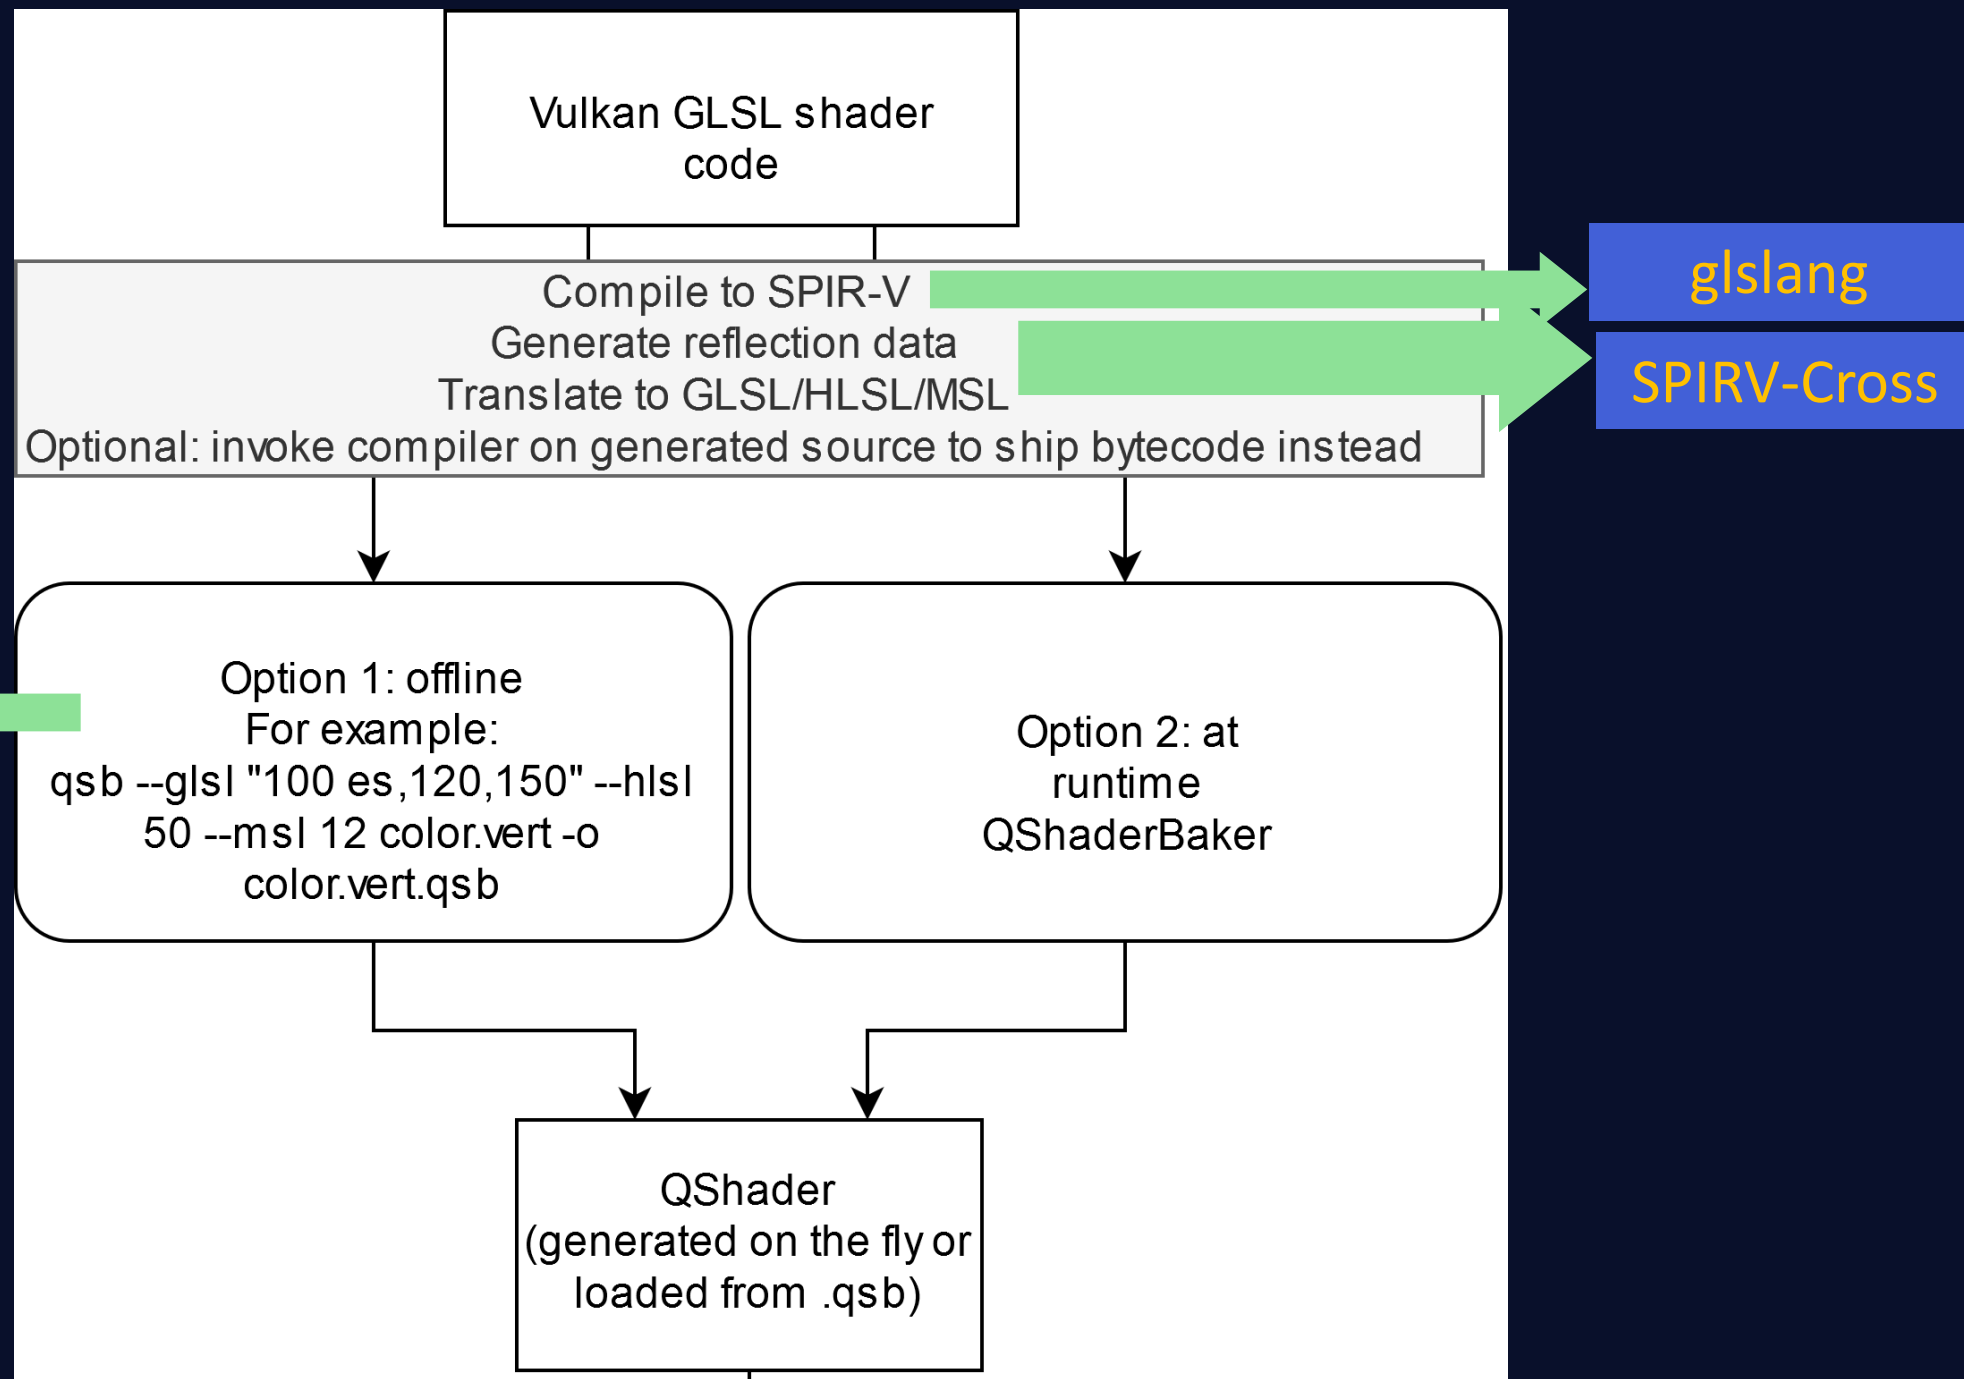 Vulkan GLSL shader
code
Compile to SPIR-V
glslang
Generate reflection data
Translate to GLSL/HLSL/MSL
SPIRV-Cross
Optional: invoke compiler on generated source to ship bytecode instead
Option 1: offline
For example:
qsb --glsl "100 es,120,150" --hlsl
50 --msl 12 color.vert -o
color.vert.qsb
Option 2: at
runtime
QShaderBaker
QShader
(generated on the fly or
loaded from .qsb)